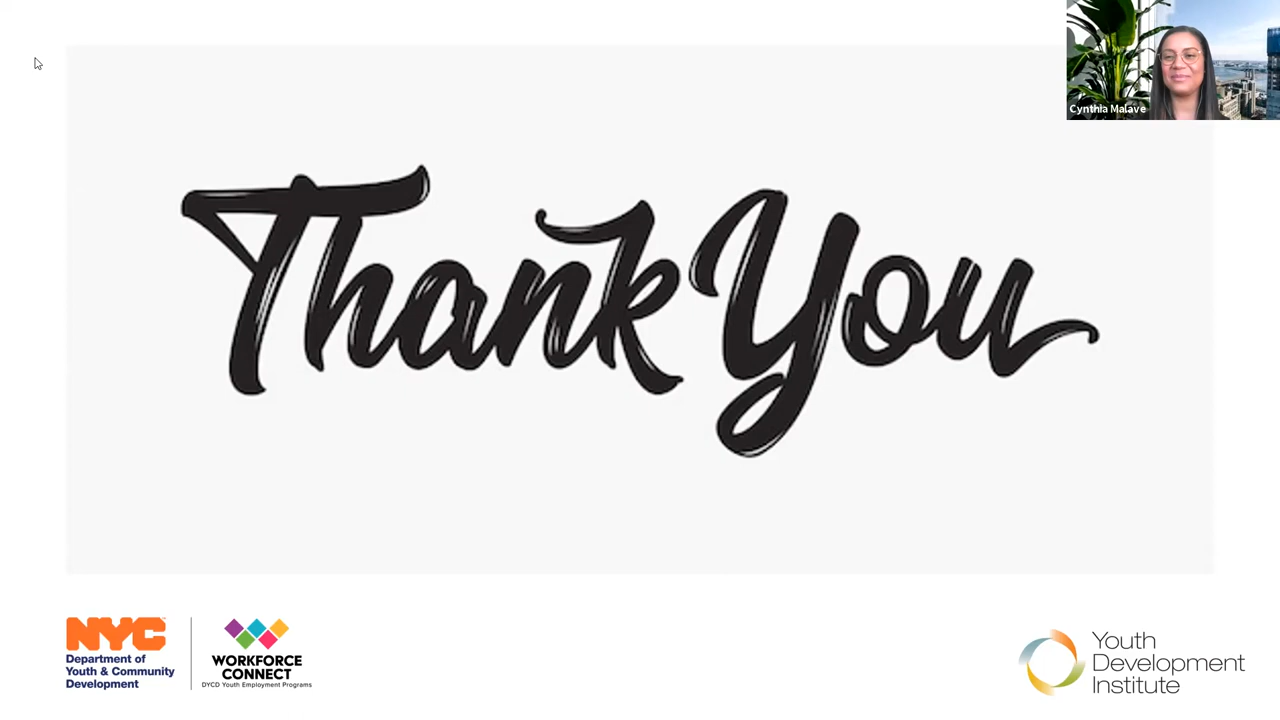 Cynthia Malave
Thank You
NYC
Department of
Youth & Community
Development
WORKFORCE
CONNECT
DYCD Youth Employment Programs
Youth
Development
Institute